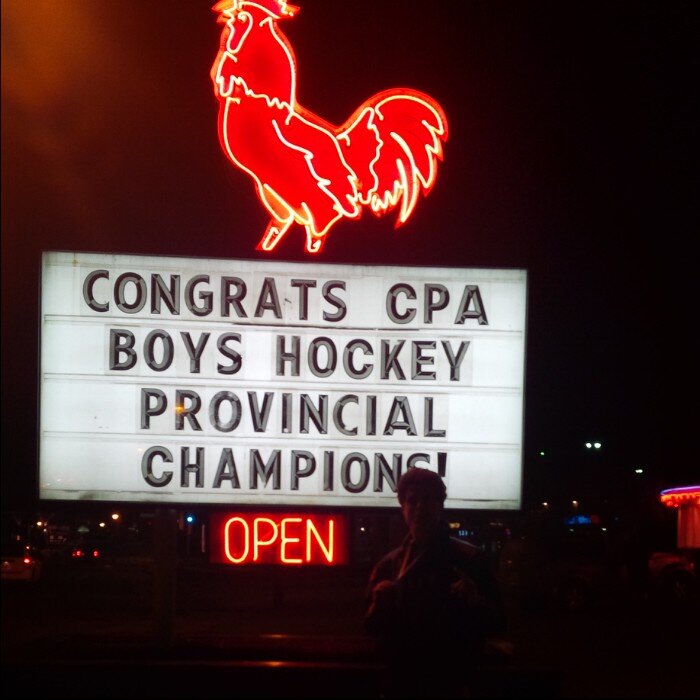 CONGRATS CPA
BOYS HOCKEY
PROVINCIAL
CHAMPIONS!
OPEN